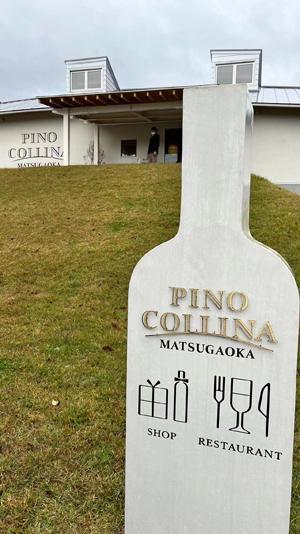 PINO
COLLINA
MATSUGAOKA
PINO
COLLINA
MATSUGAOKA
SHOP
RESTAURANT